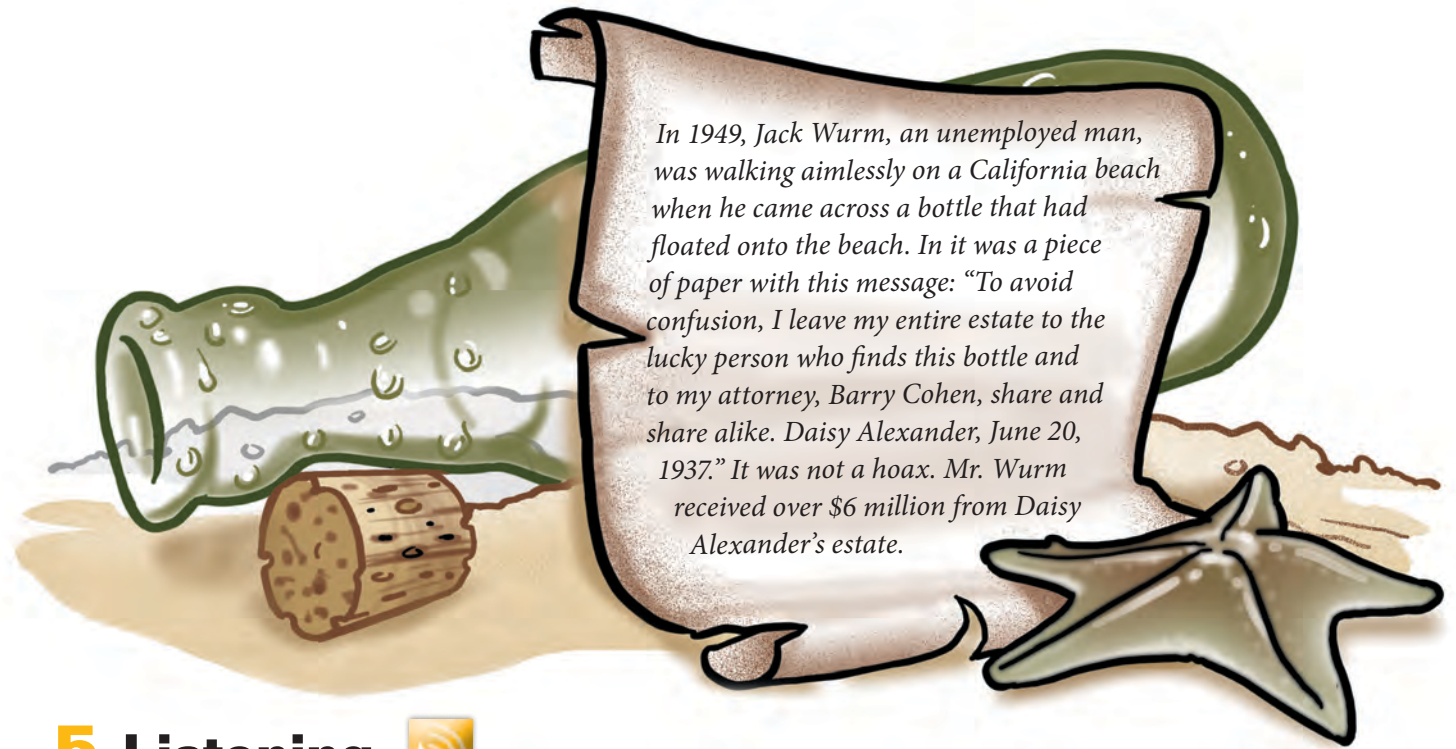 In 1949, Jack Wurm, an unemployed man,
was walking aimlessly on a California beach
when he came across a bottle that had
floated onto the beach. In it was a piece
of paper with this message: “To avoid
confusion, I leave my entire estate to the
lucky person who finds this bottle and
to my attorney, Barry Cohen, share and
share alike. Daisy Alexander, June 20,
1937.” It was not a hoax. Mr. Wurm
received over $6 million from Daisy
Alexander’s estate.
5 Listening